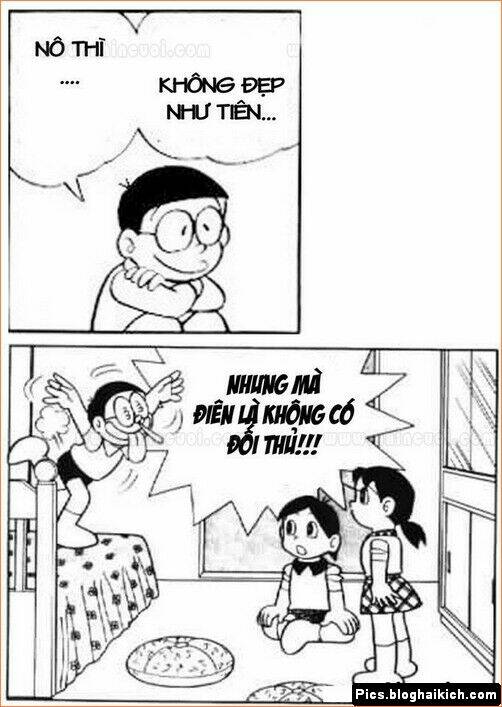 NÔ THÌ
....
KHÔNG ĐẸP
NHƯ TIÊN...
NHƯNG MÀ
ĐIÊN LÀ KHÔNG CÓ
ĐỐI THỦ!!!
Pics.bloghaikich.com